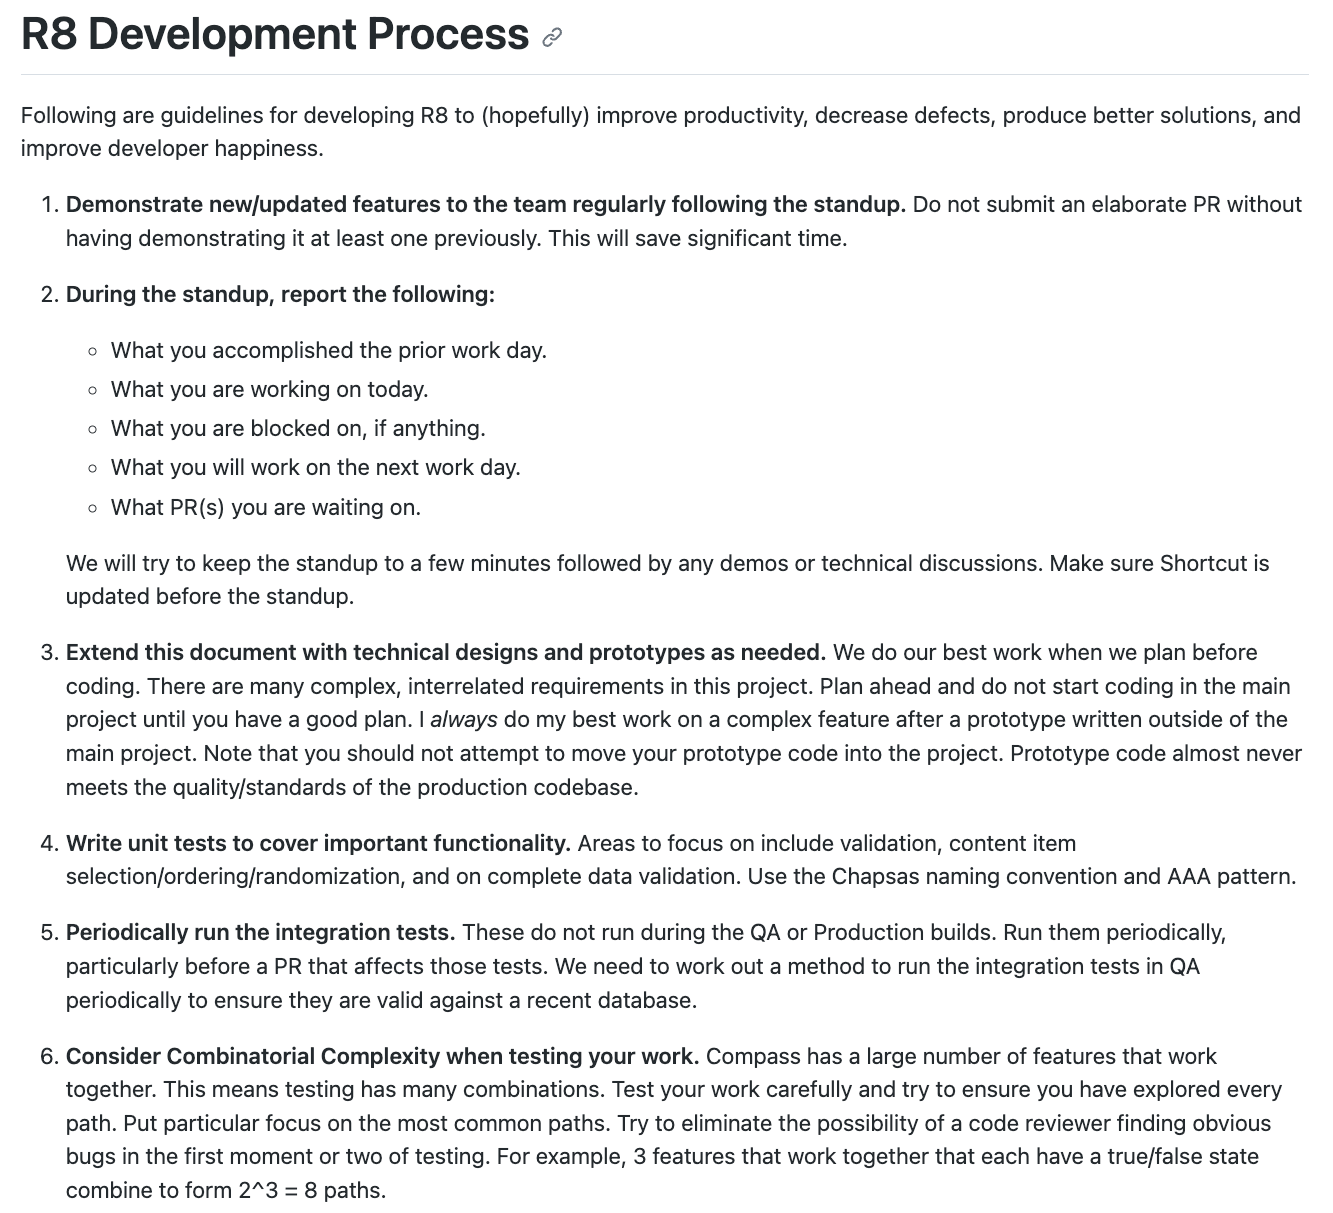 R8 Development Process
Following are guidelines for developing R8 to (hopefully) improve productivity, decrease defects, produce better solutions, and
improve developer happiness.
1. Demonstrate new/updated features to the team regularly following the standup. Do not submit an elaborate PR without
having demonstrating it at least one previously. This will save significant time.
2. During the standup, report the following:
◦ What you accomplished the prior work day.
◦ What you are working on today.
◦ What you are blocked on, if anything.
◦ What you will work on the next work day.
◦ What PR(s) you are waiting on.
We will try to keep the standup to a few minutes followed by any demos or technical discussions. Make sure Shortcut is
updated before the standup.
3. Extend this document with technical designs and prototypes as needed. We do our best work when we plan before
coding. There are many complex, interrelated requirements in this project. Plan ahead and do not start coding in the main
project until you have a good plan. I always do my best work on a complex feature after a prototype written outside of the
main project. Note that you should not attempt to move your prototype code into the project. Prototype code almost never
meets the quality/standards of the production codebase.
4. Write unit tests to cover important functionality. Areas to focus on include validation, content item
selection/ordering/randomization, and on complete data validation. Use the Chapsas naming convention and AAA pattern.
5. Periodically run the integration tests. These do not run during the QA or Production builds. Run them periodically,
particularly before a PR that affects those tests. We need to work out a method to run the integration tests in QA
periodically to ensure they are valid against a recent database.
6. Consider Combinatorial Complexity when testing your work. Compass has a large number of features that work
together. This means testing has many combinations. Test your work carefully and try to ensure you have explored every
path. Put particular focus on the most common paths. Try to eliminate the possibility of a code reviewer finding obvious
bugs in the first moment or two of testing. For example, 3 features that work together that each have a true/false state
combine to form 2^3 = 8 paths.